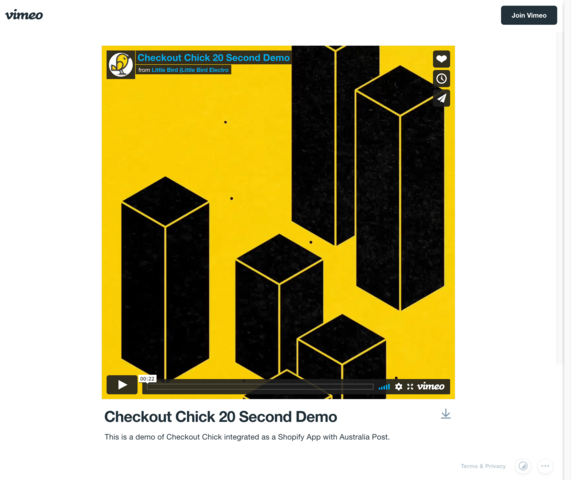 vimeo
Join Vimeo
Checkout Chick 20 Second Demo
from Little Bird (Little Bird Electro
00:22
vimeo
Checkout Chick 20 Second Demo
This is a demo of Checkout Chick integrated as a Shopify App with Australia Post.
Terms & Privacy